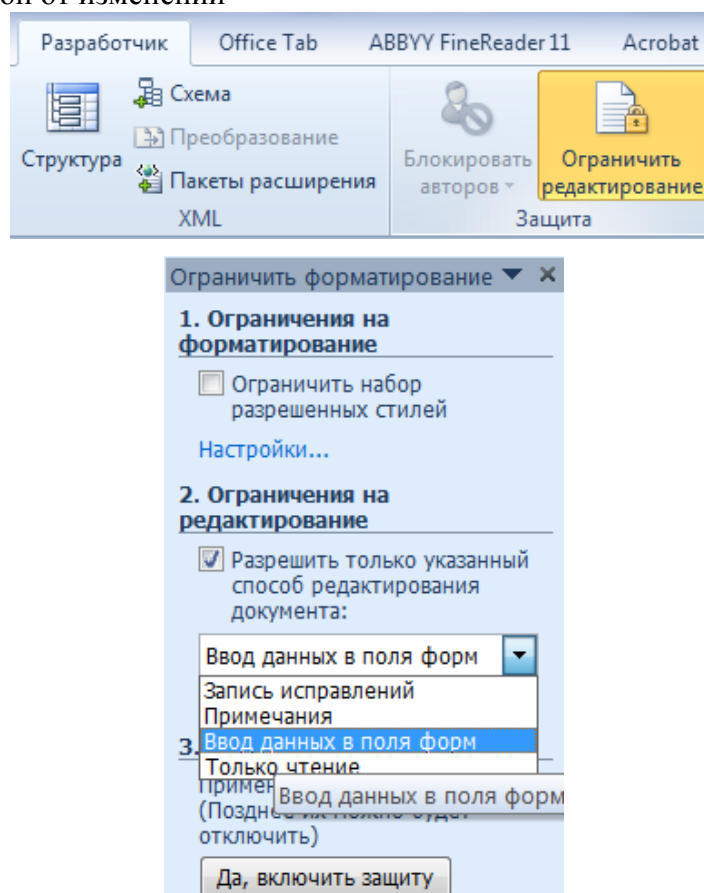 от изменений
Разработчик Office Tab ABBYY FineReader 11 Acrobat
Структура
Схема
Преобразование
Пакеты расширения
XML
Блокировать
авторов
Ограничить
редактирование
Защита
Ограничить форматирование
1. Ограничения на
форматирование
Ограничить набор
разрешенных стилей
Настройки...
2. Ограничения на
редактирование
Разрешить только указанный
способ редактирования
документа:
Ввод данных в поля форм
Запись исправлений
Примечания
3. Ввод данных в поля форм
Только чтение
Ввод данных в поля форм
отключить)
Да, включить защиту